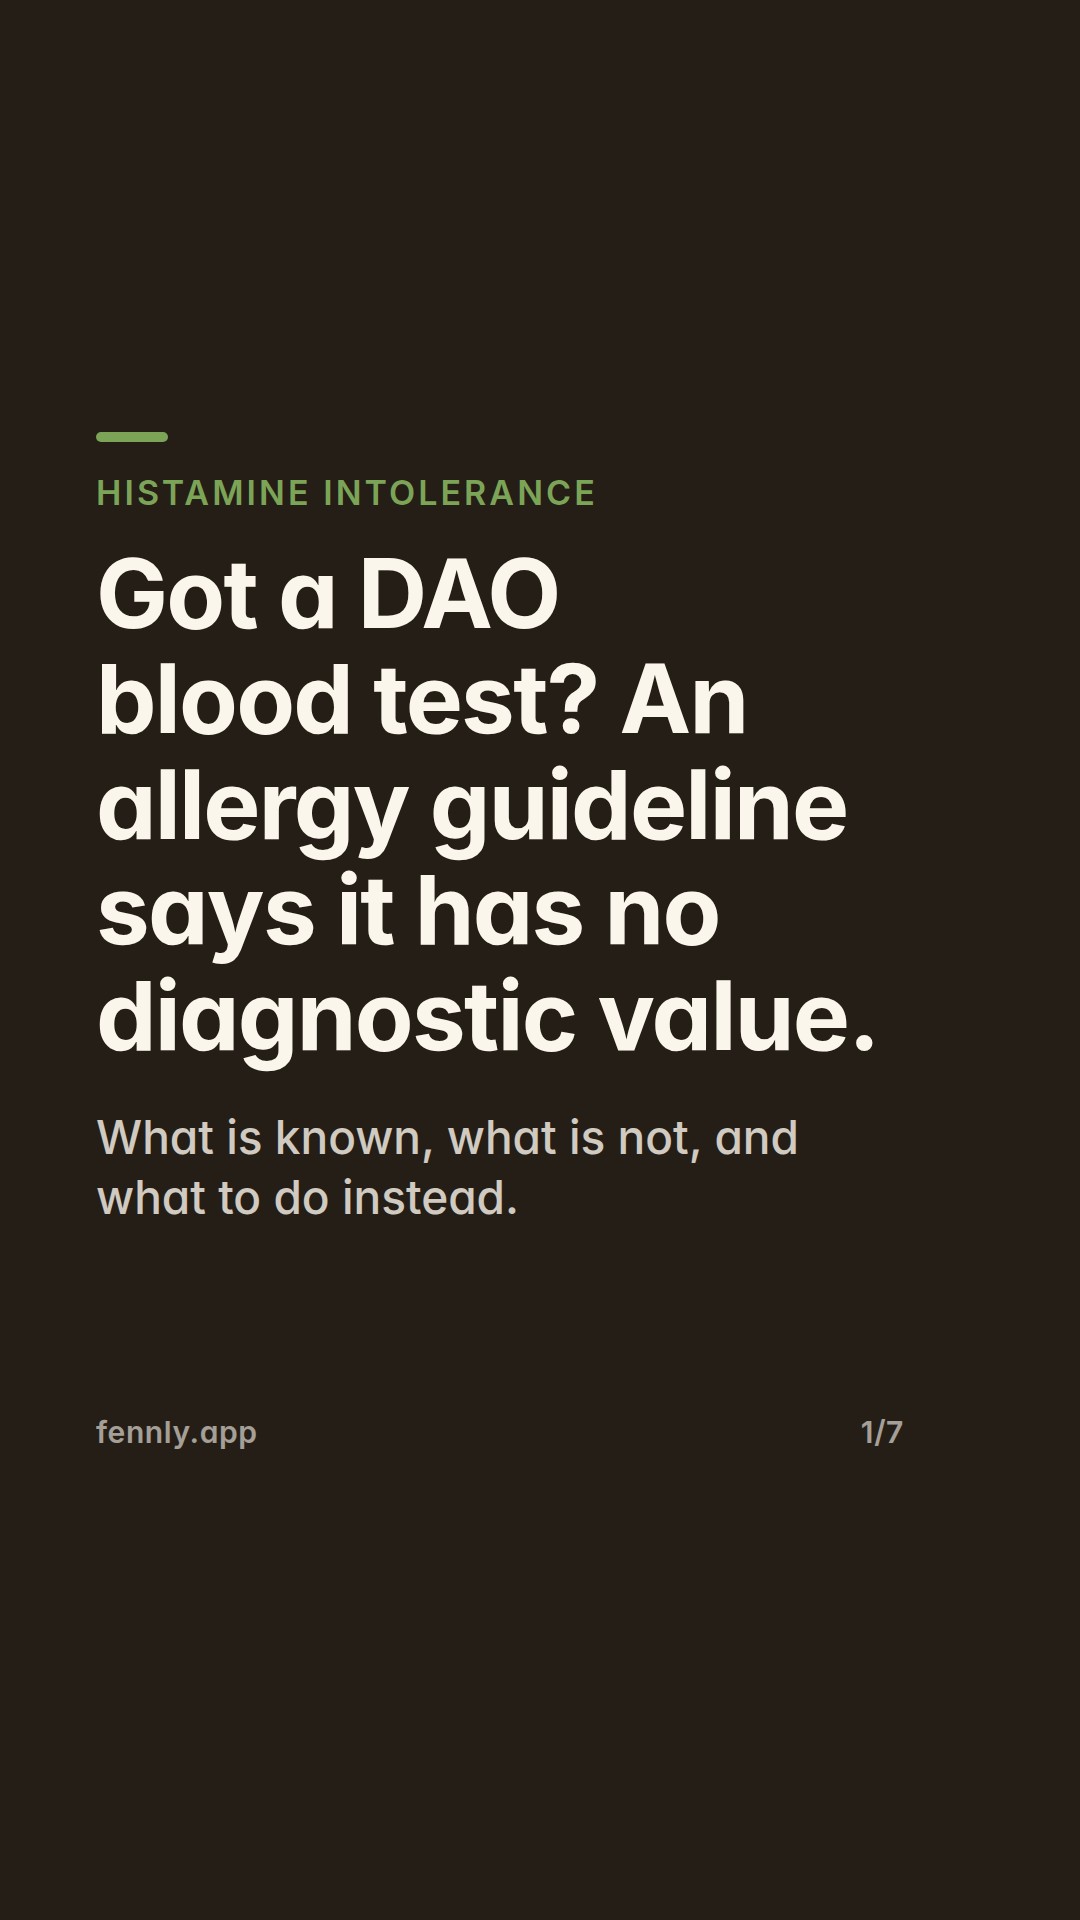 HISTAMINE INTOLERANCE
Got a DAO
blood test? An
allergy guideline
says it has no
diagnostic value.
What is known, what is not, and
what to do instead.
fennly.app
1/7